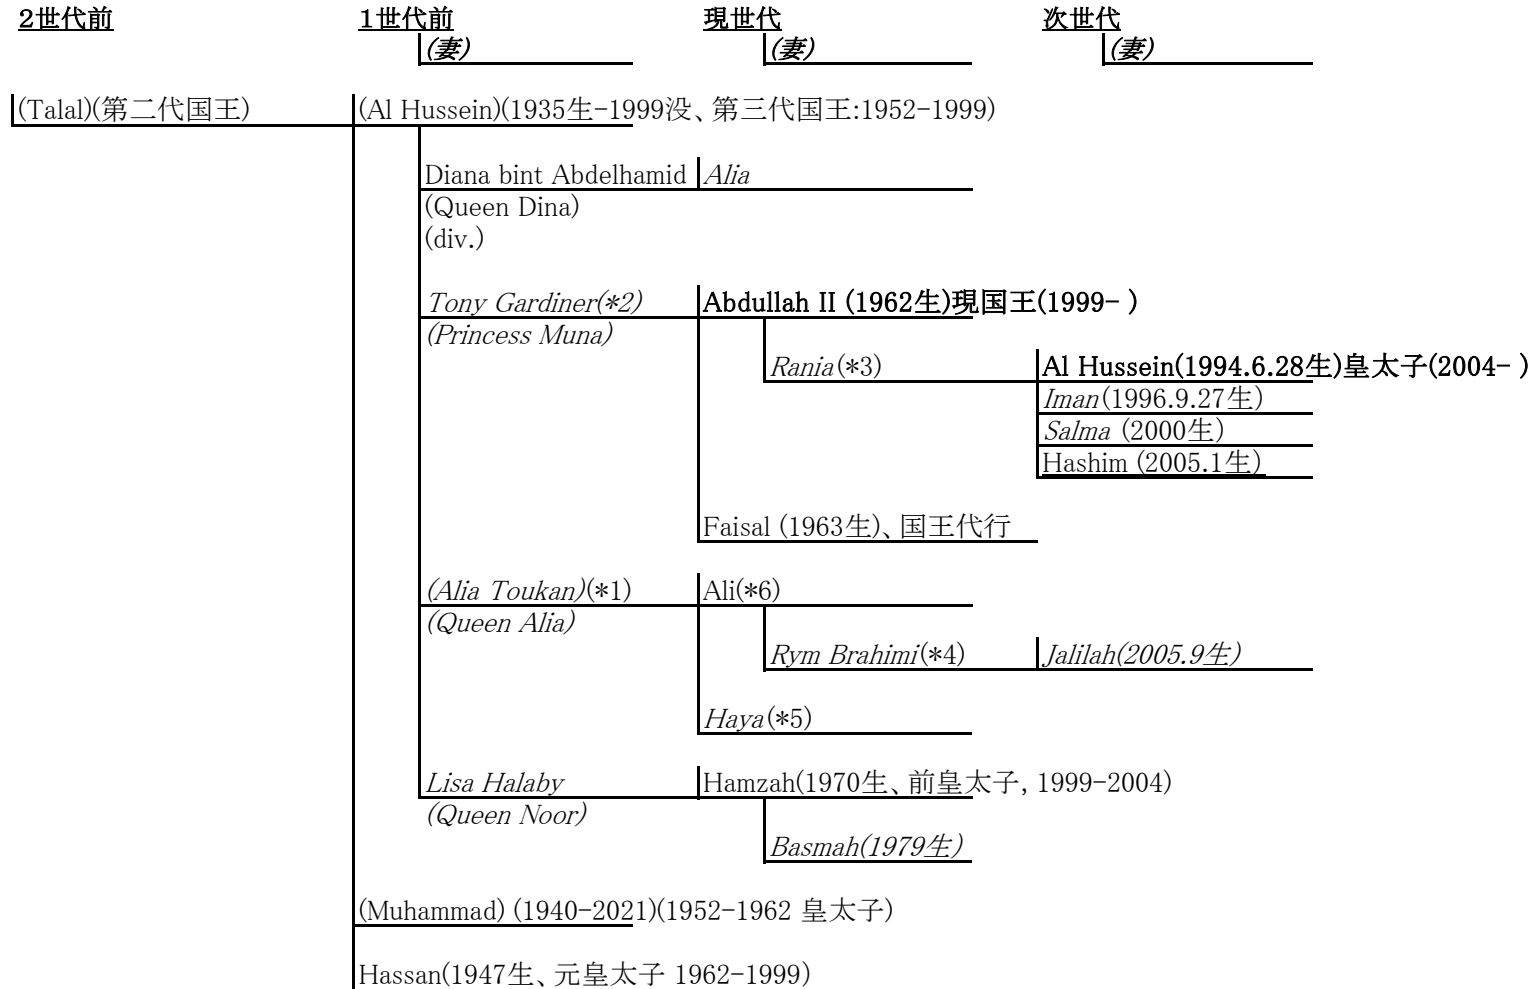 2世代前 1世代前 現世代 次世代
(妻) (妻) (妻)
(Talal)(第二代国王) (Al Hussein)(1935生-1999没、第三代国王:1952-1999)
Diana bint Abdelhamid Alia
(Queen Dina)
(div.)
Tony Gardiner(*2) Abdullah II (1962生)現国王(1999- )
(Princess Muna)
Rania(*3) Al Hussein(1994.6.28生)皇太子(2004- )
Iman(1996.9.27生)
Salma (2000生)
Hashim (2005.1生)
Faisal (1963生)、国王代行
(Alia Toukan)(*1) Ali(*6)
(Queen Alia)
Rym Brahimi(*4) Jalilah(2005.9生)
Haya(*5)
Lisa Halaby Hamzah(1970生、前皇太子, 1999-2004)
(Queen Noor)
Basmah(1979生)
(Muhammad) (1940-2021)(1952-1962 皇太子)
Hassan(1947生、元皇太子 1962-1999)